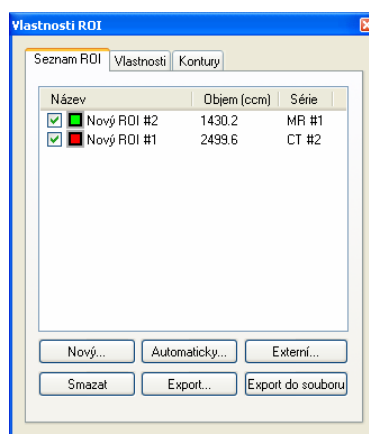 Vlastnosti ROI
Seznam ROI Vlastnosti Kontury
Název Objem (ccm) Série
Nový ROI #2 1430.2 MR #1
Nový ROI #1 2499.6 CT #2
Nový... Automaticky... Externí...
Smazat Export... Export do souboru